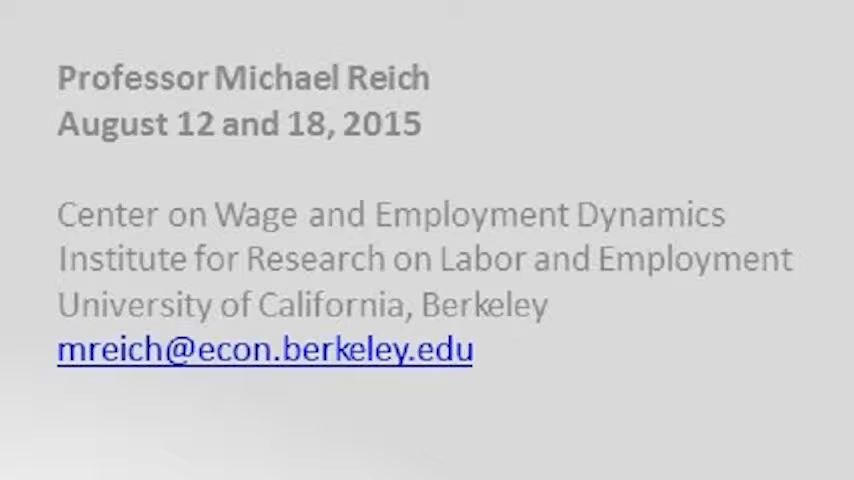 Professor Michael Reich
August 12 and 18, 2015
Center on Wage and Employment Dynamics
Institute for Research on Labor and Employment
University of California, Berkeley
mreich@econ.berkeley.edu